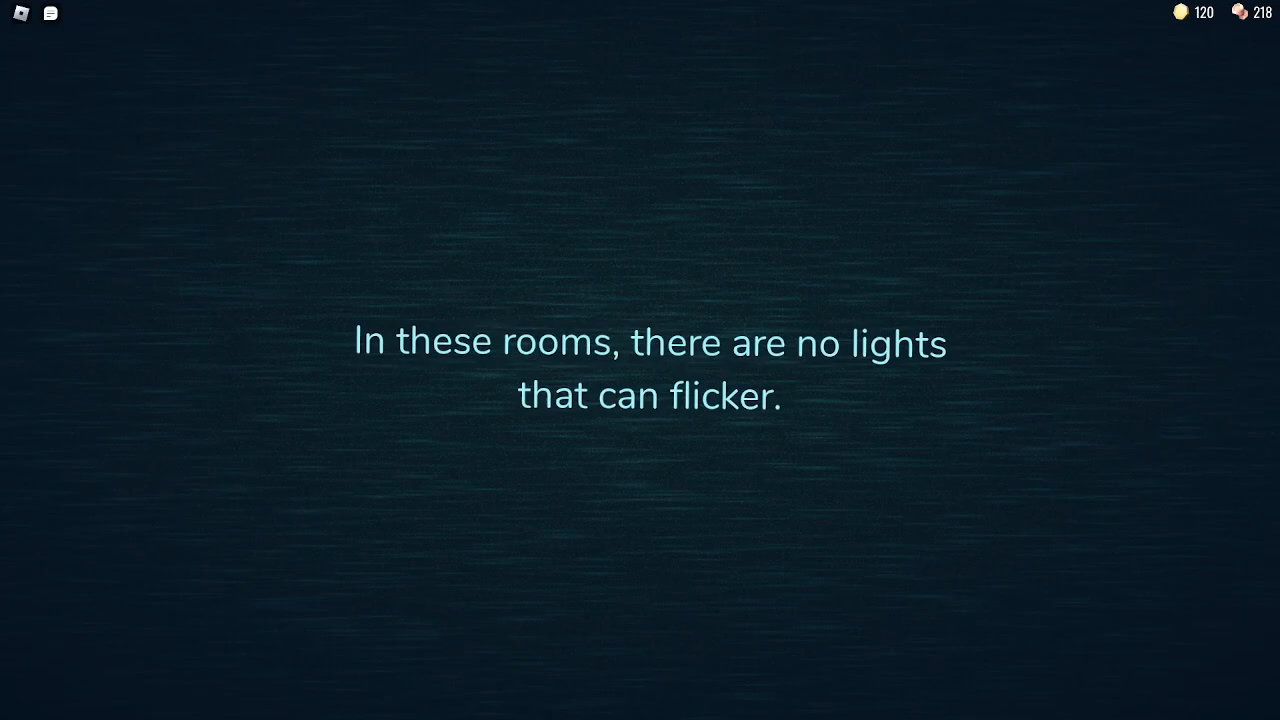 120 218
In these rooms, there are no lights
that can flicker.